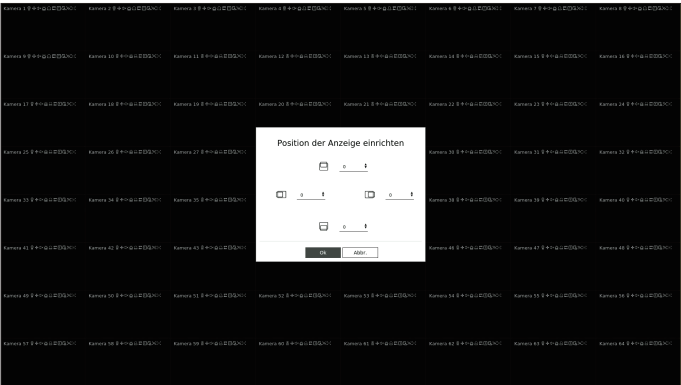 Kamera 1 Kamera 2 Kamera 3 Kamera 4 Kamera 5 Kamera 6 Kamera 7 Kamera 8
Kamera 9 Kamera 10 Kamera 11 Kamera 12 Kamera 13 Kamera 14 Kamera 15 Kamera 16
Kamera 17 Kamera 18 Kamera 19 Kamera 20 Kamera 21 Kamera 22 Kamera 23 Kamera 24
Position der Anzeige einrichten
Kamera 25 Kamera 26 Kamera 27 Kamera 30 Kamera 31 Kamera 32
0
0 0
Kamera 33 Kamera 34 Kamera 35 Kamera 38 Kamera 39 Kamera 40
0
Kamera 41 Kamera 42 Kamera 43 Kamera 46 Kamera 47 Kamera 48
Ok Abbr.
Kamera 49 Kamera 50 Kamera 51 Kamera 52 Kamera 53 Kamera 54 Kamera 55 Kamera 56
Kamera 57 Kamera 58 Kamera 59 Kamera 60 Kamera 61 Kamera 62 Kamera 63 Kamera 64